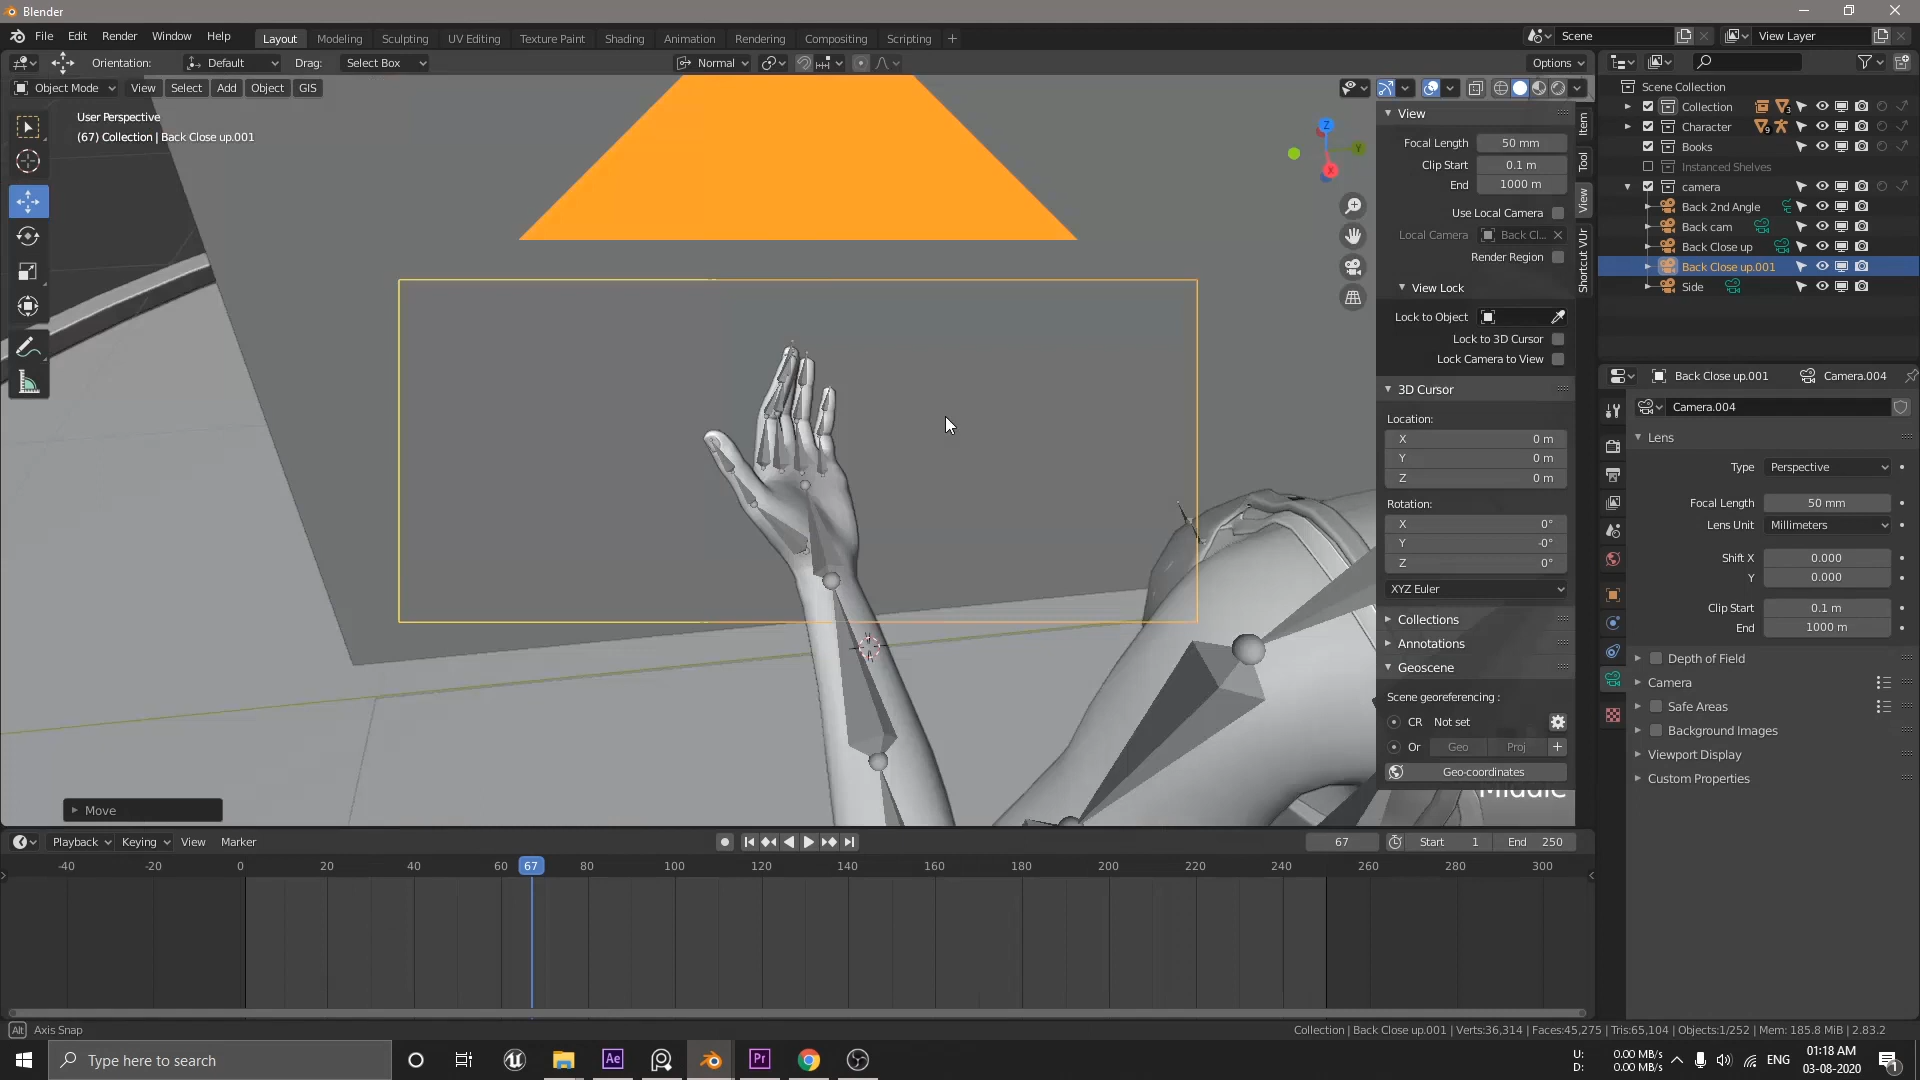 Blender
File Edit Render Window Help
Layout Modeling Sculpting UV Editing Texture Paint Shading Animation Rendering Compositing Scripting +
Scene
View Layer
Orientation: Default Drag: Select Box Normal Options
Object Mode View Select Add Object GIS
User Perspective
(67) Collection | Back Close up.001
Z
Y
X
View
Focal Length 50 mm
Clip Start 0.1 m
End 1000 m
Use Local Camera
Local Camera Back Cl...
Render Region
View Lock
Lock to Object
Lock to 3D Cursor
Lock Camera to View
3D Cursor
Location:
X 0 m
Y 0 m
Z 0 m
Rotation:
X 0°
Y -0°
Z 0°
XYZ Euler
Collections
Annotations
Geoscene
Scene georeferencing :
CR Not set
Or Geo Proj +
Geo-coordinates
Middle
Item
Tool
View
Shortcut VUr
Scene Collection
Collection 3
Character 9
Books
Instanced Shelves
camera
Back 2nd Angle
Back cam
Back Close up
Back Close up.001
Side
Back Close up.001 Camera.004
Camera.004
Lens
Type Perspective
Focal Length 50 mm
Lens Unit Millimeters
Shift X 0.000
Y 0.000
Clip Start 0.1 m
End 1000 m
Depth of Field
Camera
Safe Areas
Background Images
Viewport Display
Custom Properties
Move
Playback Keying View Marker 67 Start 1 End 250
-40 -20 0 20 40 60 67 80 100 120 140 160 180 200 220 240 260 280 300
Alt Axis Snap
Collection | Back Close up.001 | Verts:36,314 | Faces:45,275 | Tris:65,104 | Objects:1/252 | Mem: 185.8 MiB | 2.83.2
Type here to search
Ae
Pr
U: 0.00 MB/s
D: 0.00 MB/s
ENG
01:18 AM
03-08-2020
1